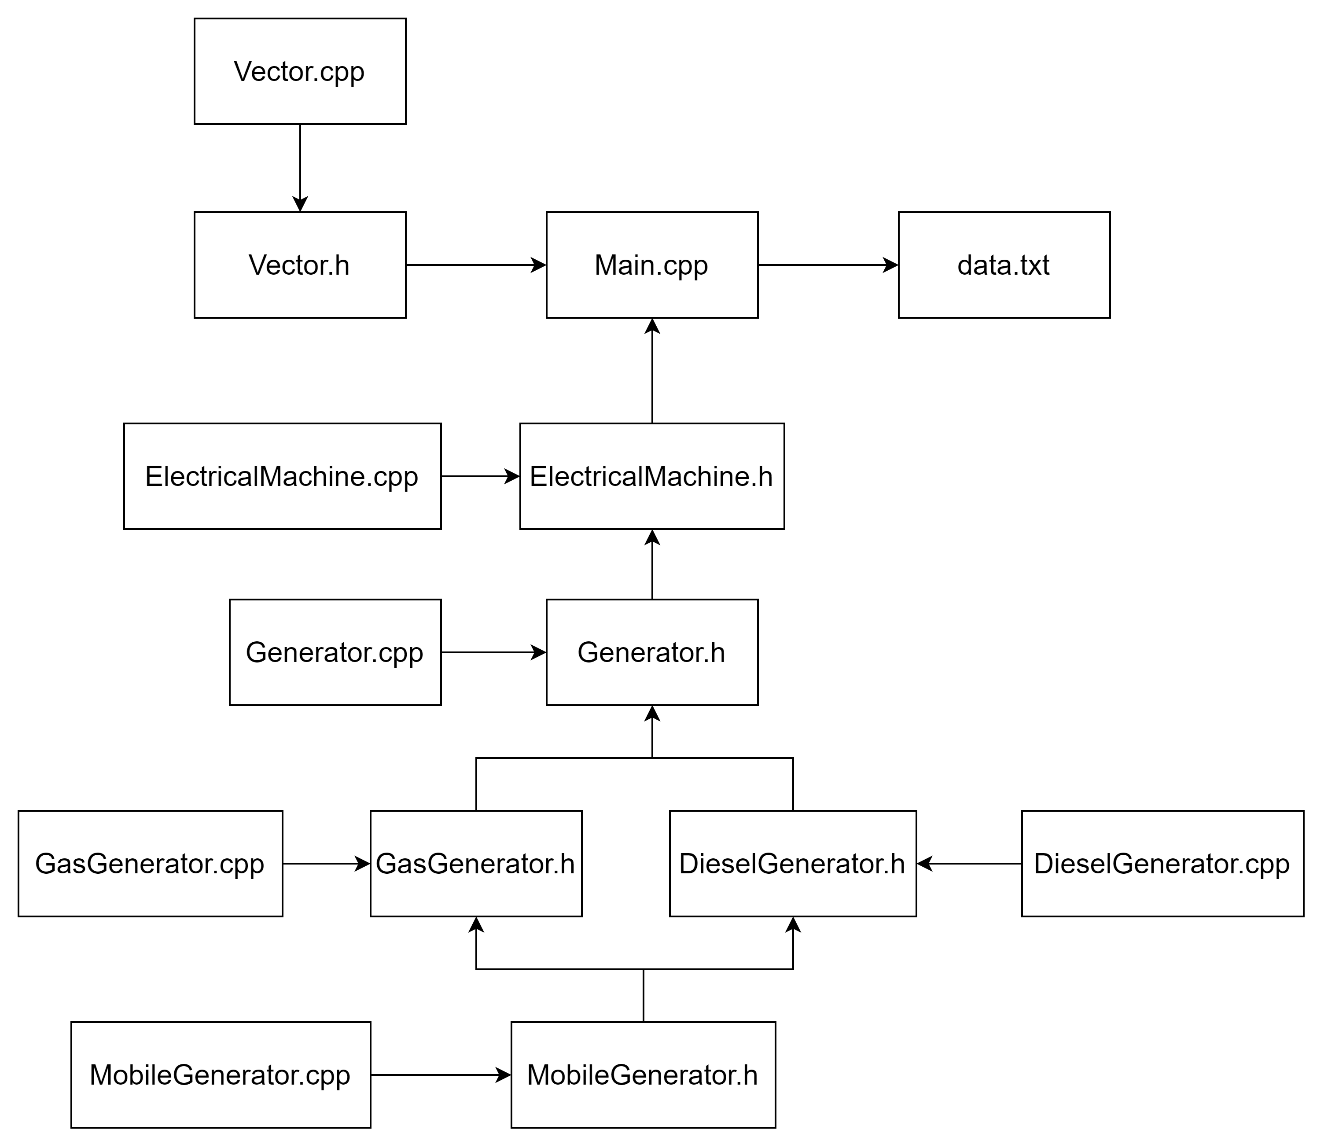 Vector.cpp
Vector.h
Main.cpp
data.txt
ElectricalMachine.cpp
ElectricalMachine.h
Generator.cpp
Generator.h
GasGenerator.cpp
GasGenerator.h
DieselGenerator.h
DieselGenerator.cpp
MobileGenerator.cpp
MobileGenerator.h